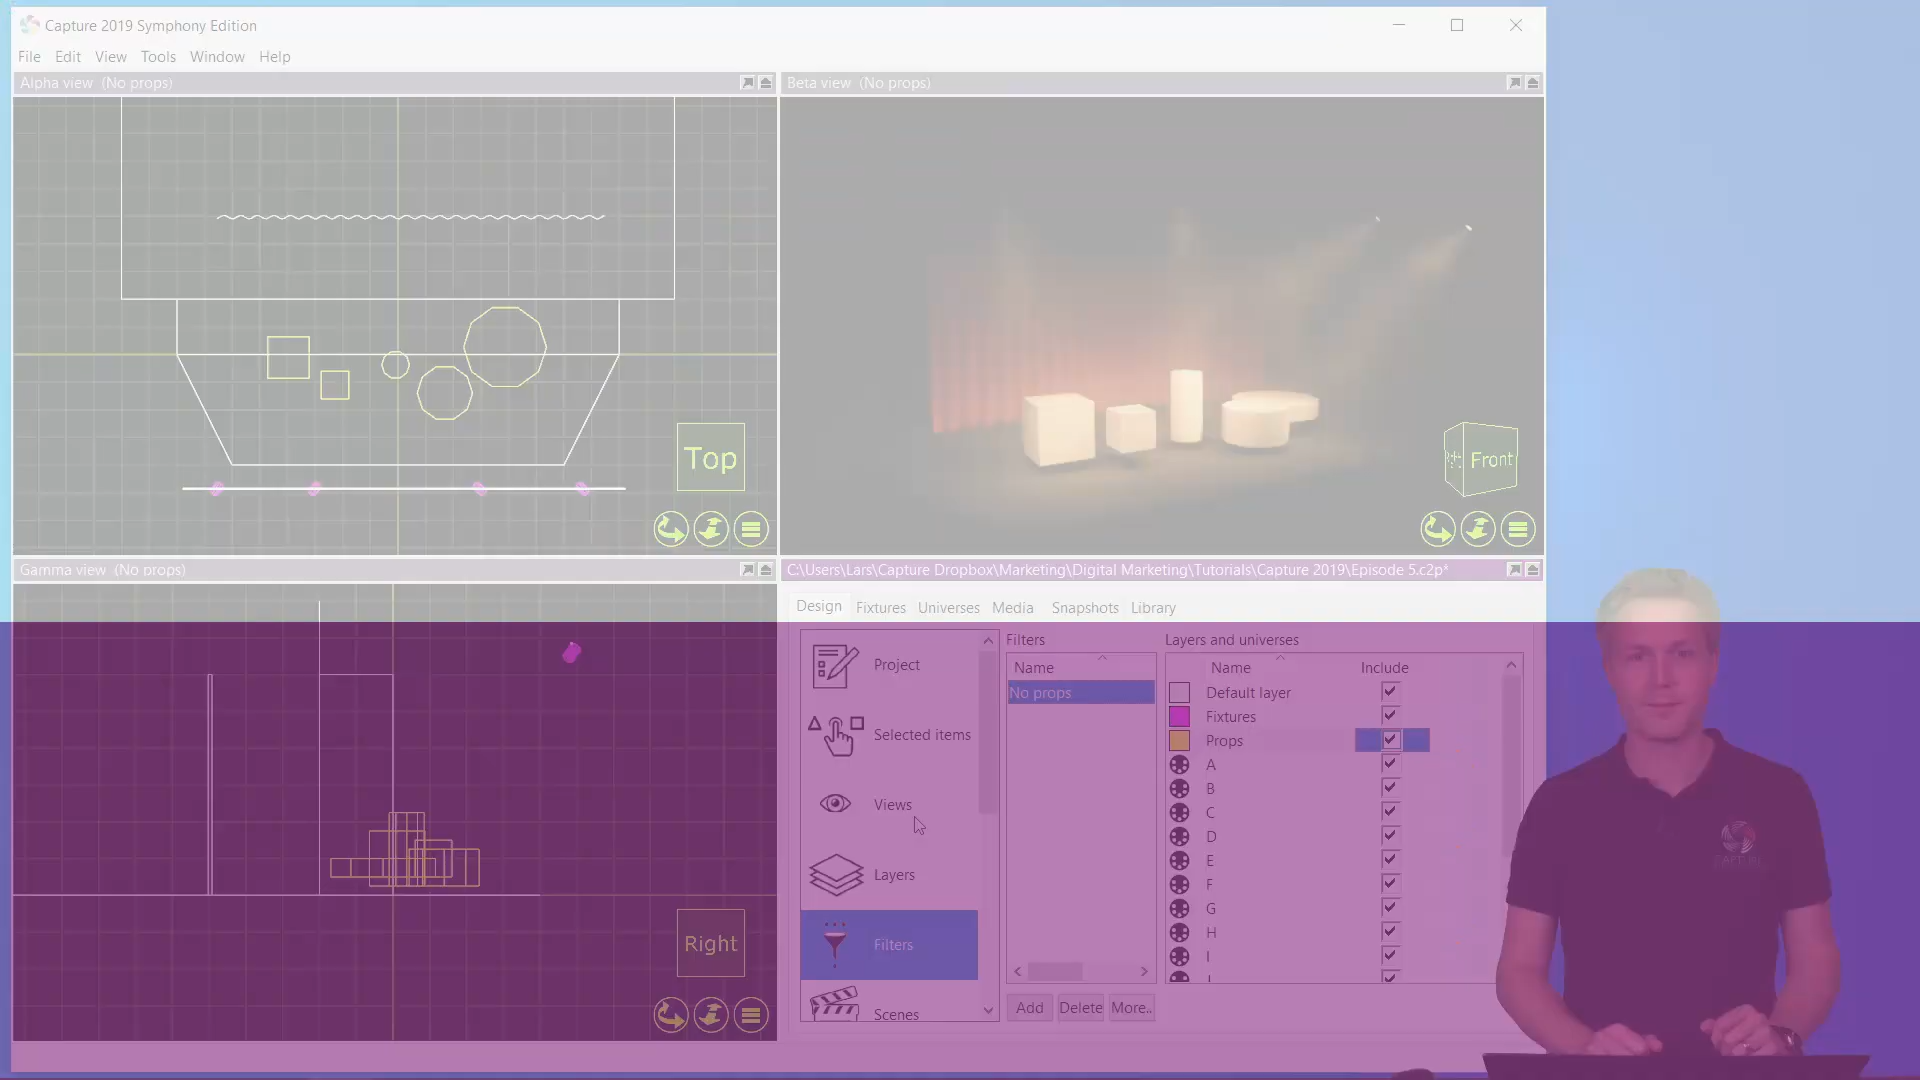 Capture 2019 Symphony Edition
File Edit View Tools Window Help
Alpha view (No props)
Beta view (No props)
Top
Front
Gamma view (No props)
C:\Users\Lars\Capture Dropbox\Marketing\Digital Marketing\Tutorials\Capture 2019\Episode 5.c2p*
Design Fixtures Universes Media Snapshots Library
Project
Selected items
Views
Layers
Filters
Scenes
Filters
Name
No props
Add Delete More..
Layers and universes
Name Include
Default layer
Fixtures
Props
A
B
C
D
E
F
G
H
I
Right
CAPTURE